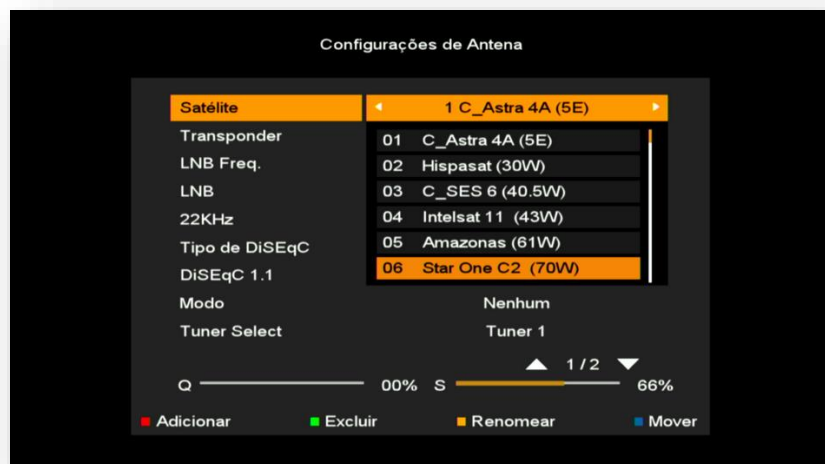 Configurações de Antena
Satélite 1 C_Astra 4A (5E)
Transponder 01 C_Astra 4A (5E)
LNB Freq. 02 Hispasat (30W)
LNB 03 C_SES 6 (40.5W)
22KHz 04 Intelsat 11 (43W)
Tipo de DiSEqC 05 Amazonas (61W)
DiSEqC 1.1 06 Star One C2 (70W)
Modo Nenhum
Tuner Select Tuner 1
1/2
Q 00% S 66%
Adicionar Excluir Renomear Mover